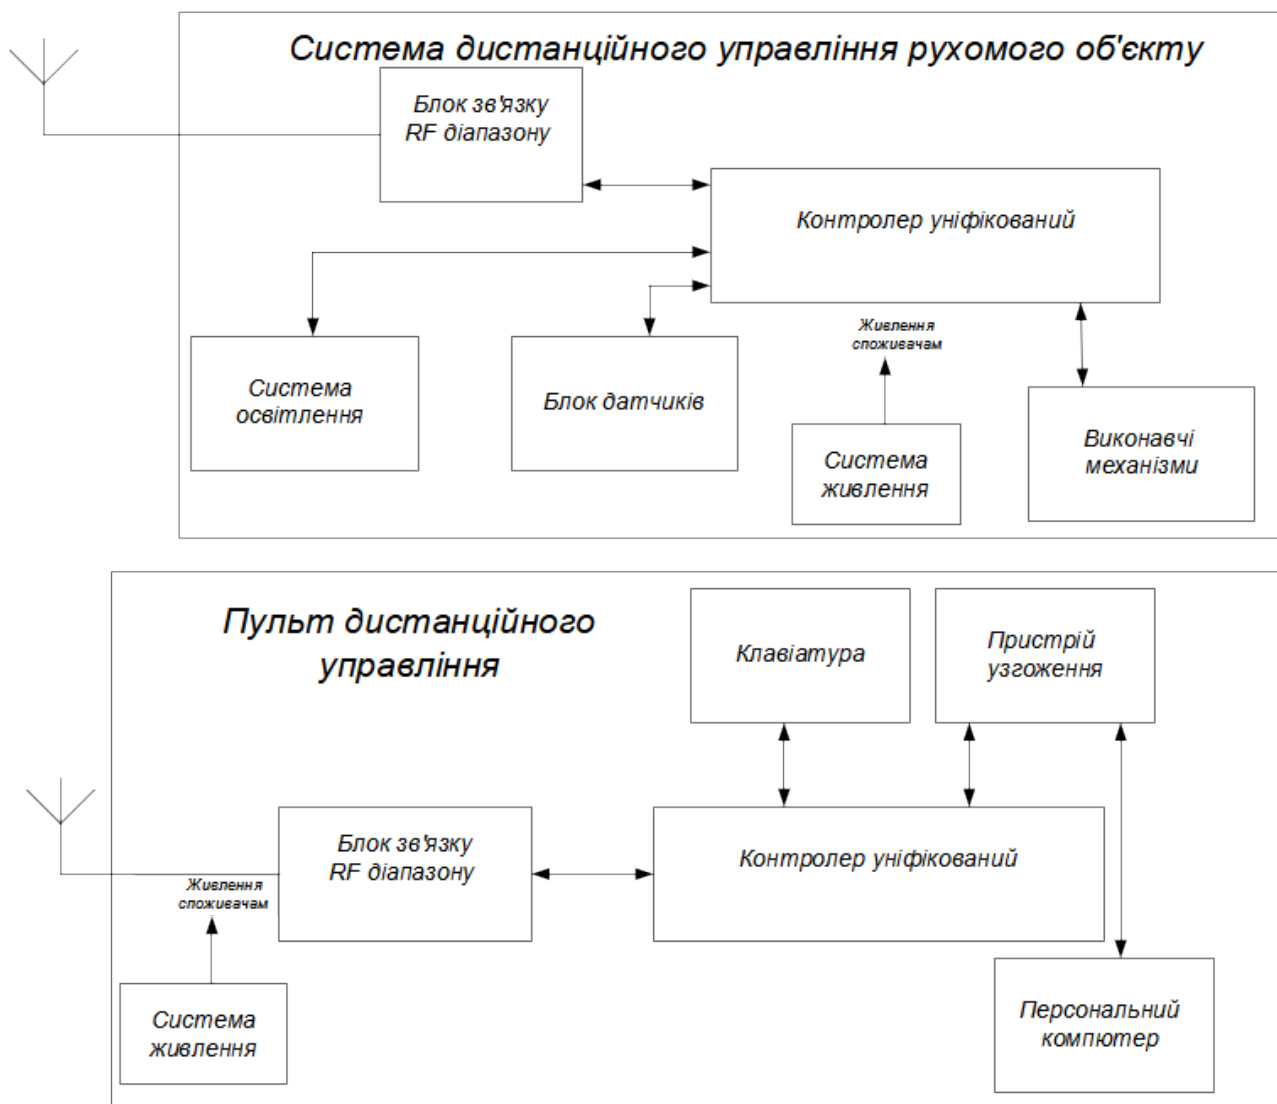 Система дистанційного управління рухомого об'єкту
Блок зв'язку
RF діапазону
Контролер уніфікований
Живлення
споживачам
Система
освітлення
Блок датчиків
Система
живлення
Виконавчі
механізми
Пульт дистанційного
управління
Клавіатура
Пристрій
узгоження
Блок зв'язку
RF діапазону
Контролер уніфікований
Живлення
споживачам
Система
живлення
Персональний
компютер